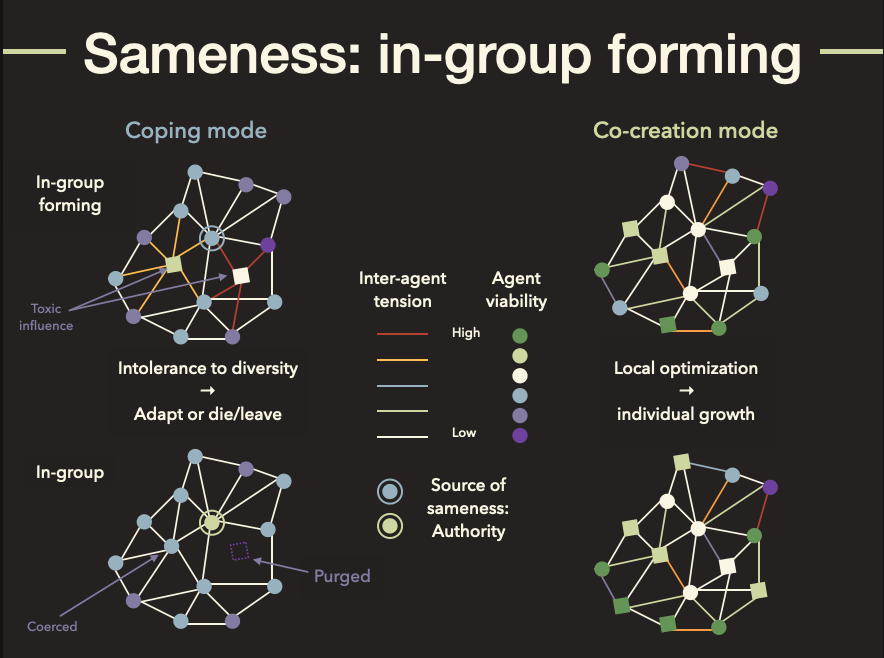 Sameness: in-group forming
Coping mode
Co-creation mode
In-group
forming
Toxic
influence
Inter-agent
tension
Agent
viability
High
Low
Intolerance to diversity
→
Adapt or die/leave
Local optimization
→
individual growth
In-group
Source of
sameness:
Authority
Purged
Coerced